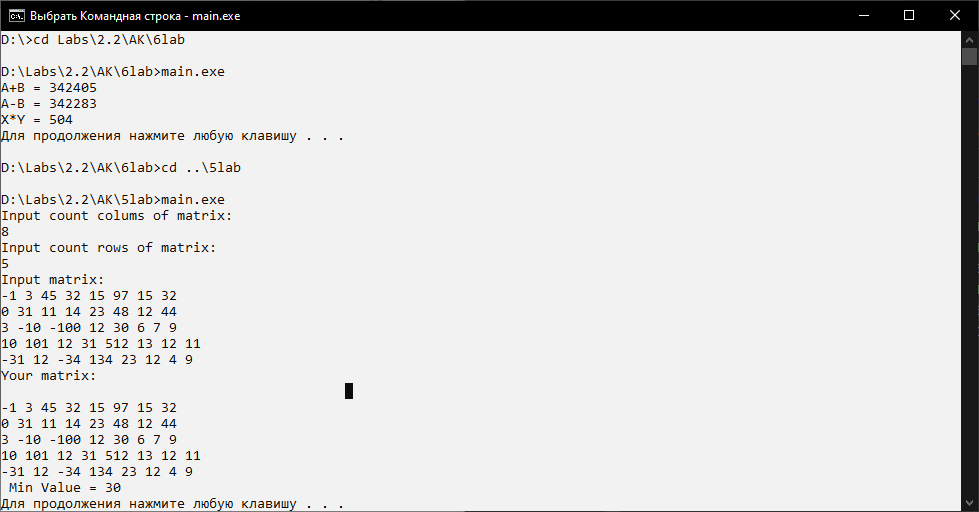 Выбрать Командная строка - main.exe
D:\>cd Labs\2.2\AK\6lab
D:\Labs\2.2\AK\6lab>main.exe
A+B = 342405
A-B = 342283
X*Y = 504
Для продолжения нажмите любую клавишу . . .
D:\Labs\2.2\AK\6lab>cd ..\5lab
D:\Labs\2.2\AK\5lab>main.exe
Input count colums of matrix:
8
Input count rows of matrix:
5
Input matrix:
-1 3 45 32 15 97 15 32
0 31 11 14 23 48 12 44
3 -10 -100 12 30 6 7 9
10 101 12 31 512 13 12 11
-31 12 -34 134 23 12 4 9
Your matrix:
-1 3 45 32 15 97 15 32
0 31 11 14 23 48 12 44
3 -10 -100 12 30 6 7 9
10 101 12 31 512 13 12 11
-31 12 -34 134 23 12 4 9
Min Value = 30
Для продолжения нажмите любую клавишу . . .